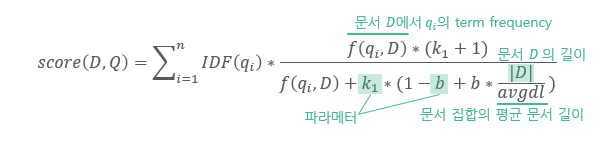 문서 D에서 qᵢ의 term frequency
score(D, Q) = ∑ⁿᵢ₌₁ IDF(qᵢ) * f(qᵢ, D) * (k₁ + 1) / f(qᵢ, D) + k₁ * (1 − b + b * |D| / avgdl)
문서 D 의 길이
파라메터
문서 집합의 평균 문서 길이